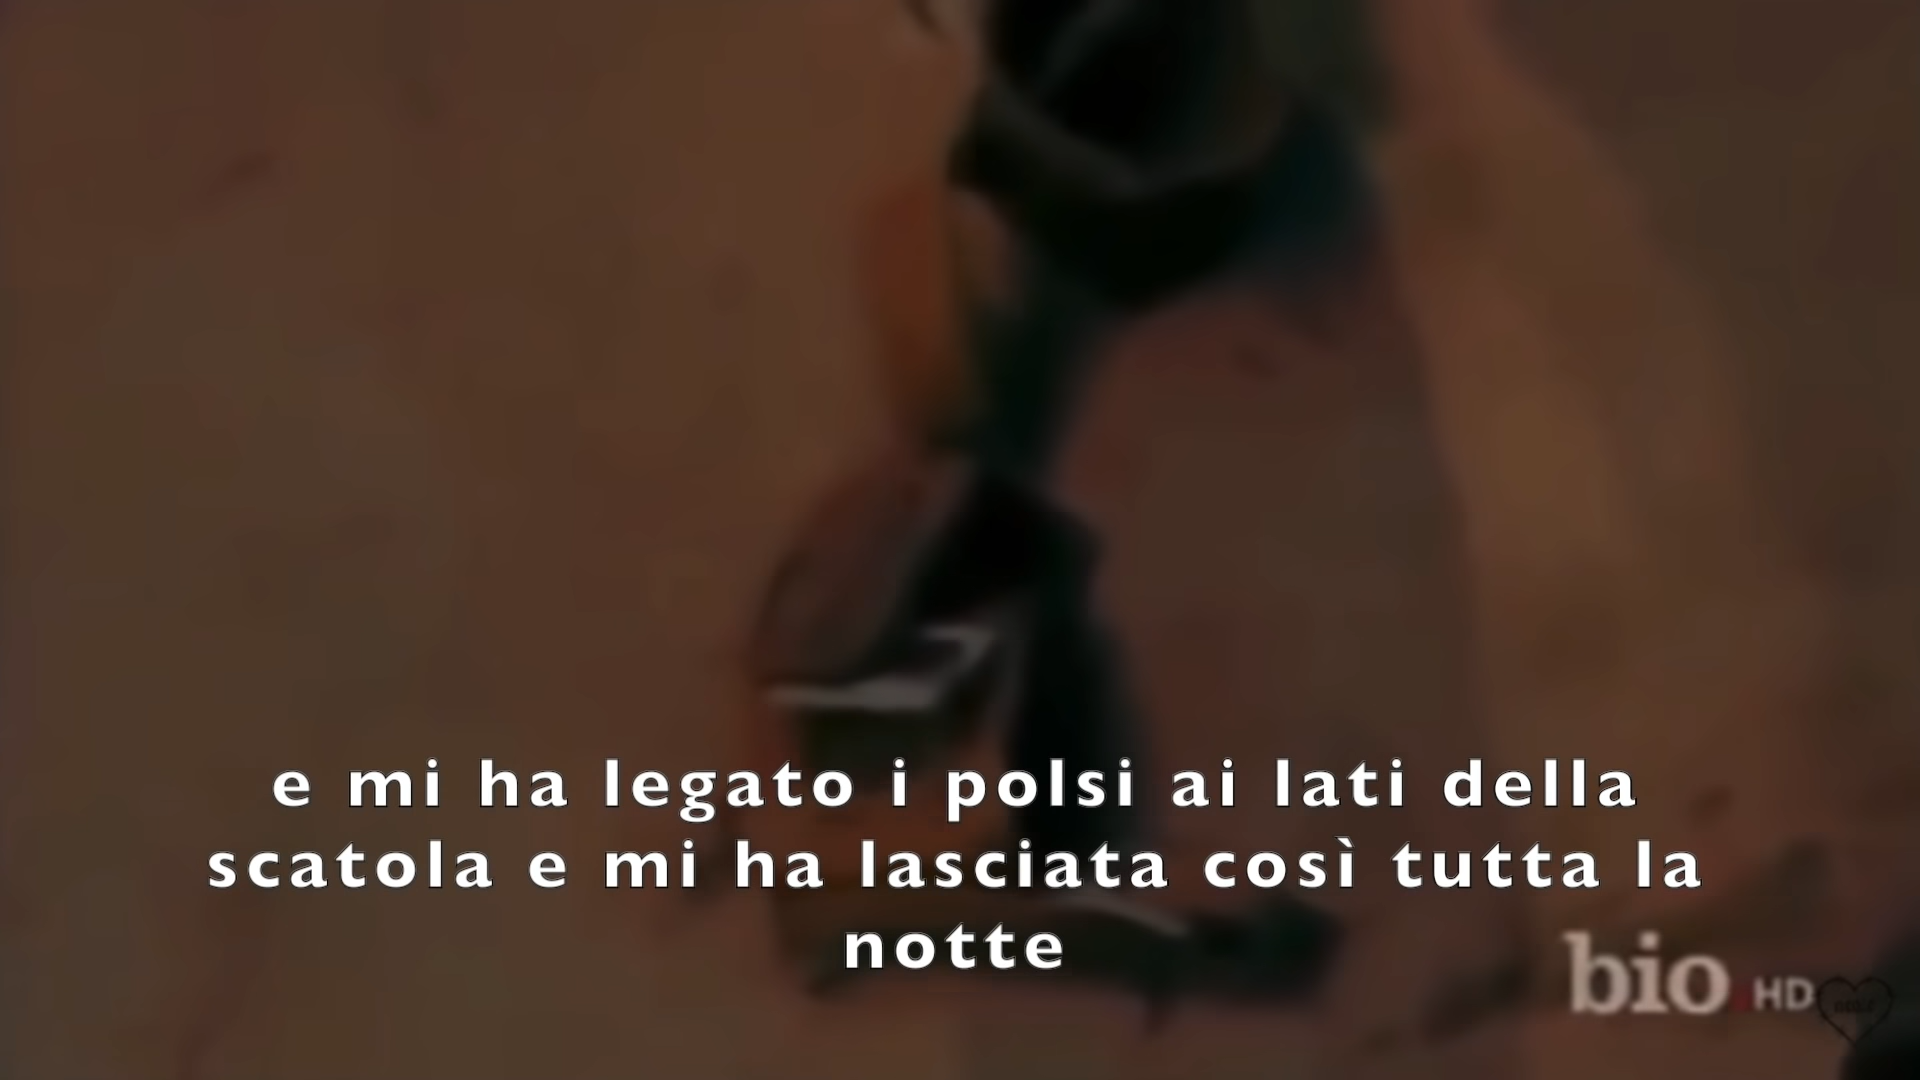 e mi ha legato i polsi ai lati della
scatola e mi ha lasciata così tutta la
notte
bio HD